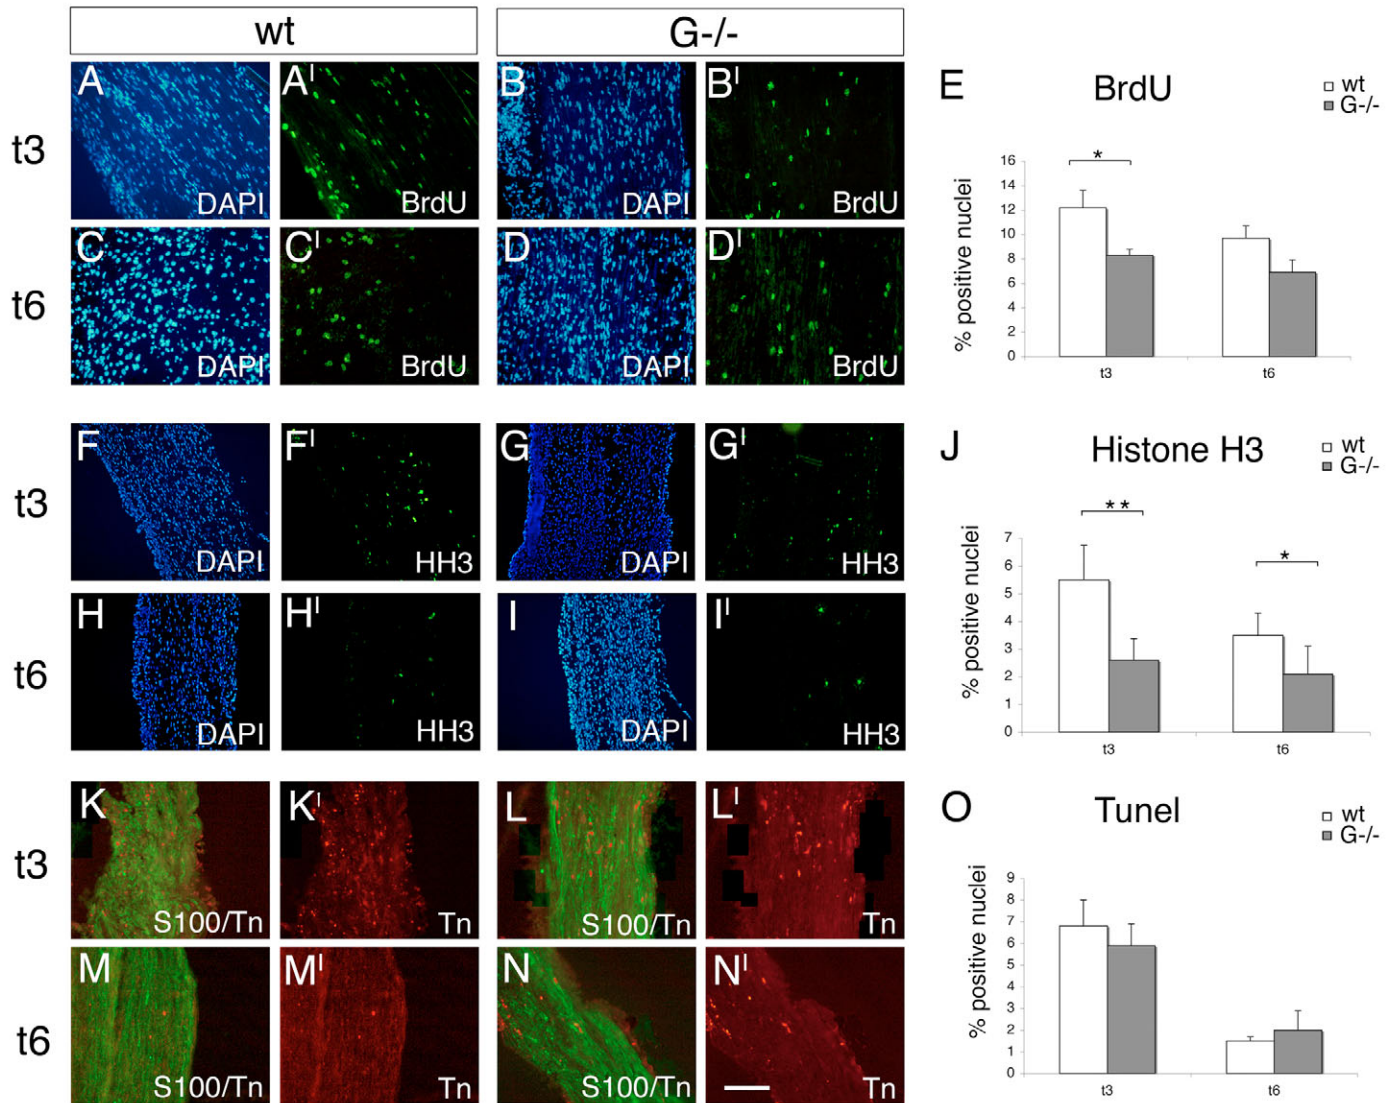 wt
G-/-
t3
A
DAPI
A'
BrdU
B
DAPI
B'
BrdU
t6
C
DAPI
C'
BrdU
D
DAPI
D'
BrdU
E
BrdU
wt
G-/-
% positive nuclei
16
14
12
10
8
6
4
2
0
*
t3
t6
t3
F
DAPI
F'
HH3
G
DAPI
G'
HH3
t6
H
DAPI
H'
HH3
I
DAPI
I'
HH3
J
Histone H3
wt
G-/-
% positive nuclei
7
6
5
4
3
2
1
0
**
*
t3
t6
t3
K
S100/Tn
K'
Tn
L
S100/Tn
L'
Tn
t6
M
S100/Tn
M'
Tn
N
S100/Tn
N'
Tn
O
Tunel
wt
G-/-
% positive nuclei
9
8
7
6
5
4
3
2
1
0
t3
t6